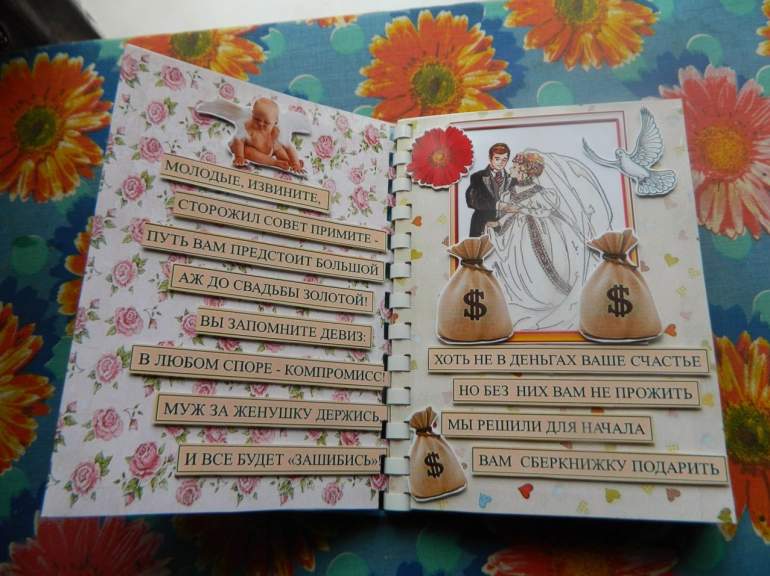 МОЛОДЫЕ, ИЗВИНИТЕ,
СТОРОЖИЛ СОВЕТ ПРИМИТЕ -
ПУТЬ ВАМ ПРЕДСТОИТ БОЛЬШОЙ
АЖ ДО СВАДЬБЫ ЗОЛОТОЙ!
ВЫ ЗАПОМНИТЕ ДЕВИЗ:
В ЛЮБОМ СПОРЕ - КОМПРОМИСС!
МУЖ ЗА ЖЕНУШКУ ДЕРЖИСЬ
И ВСЕ БУДЕТ «ЗАШИБИСЬ»!
$
$
ХОТЬ НЕ В ДЕНЬГАХ ВАШЕ СЧАСТЬЕ
НО БЕЗ НИХ ВАМ НЕ ПРОЖИТЬ
МЫ РЕШИЛИ ДЛЯ НАЧАЛА
$
ВАМ СБЕРКНИЖКУ ПОДАРИТЬ